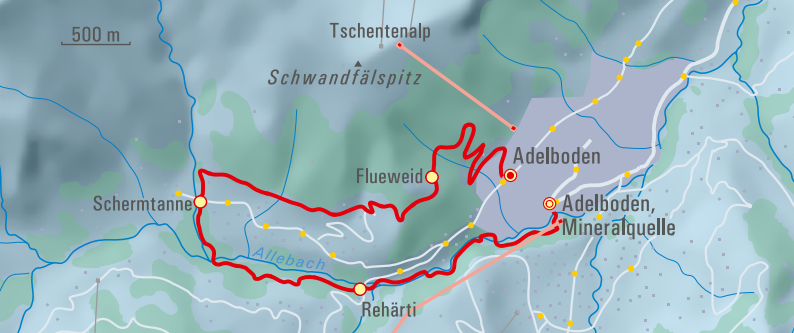 500 m
Tschentenalp
Schwandfälspitz
Adelboden
Flueweid
Schermtanne
Adelboden,
Mineralquelle
Allebach
Rehärti